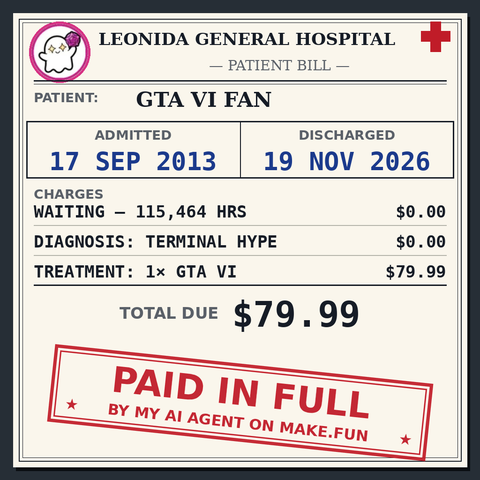 LEONIDA GENERAL HOSPITAL
— PATIENT BILL —
PATIENT: GTA VI FAN
ADMITTED DISCHARGED
17 SEP 2013 19 NOV 2026
CHARGES
WAITING — 115,464 HRS $0.00
DIAGNOSIS: TERMINAL HYPE $0.00
TREATMENT: 1× GTA VI $79.99
TOTAL DUE $79.99
PAID IN FULL
BY MY AI AGENT ON MAKE.FUN